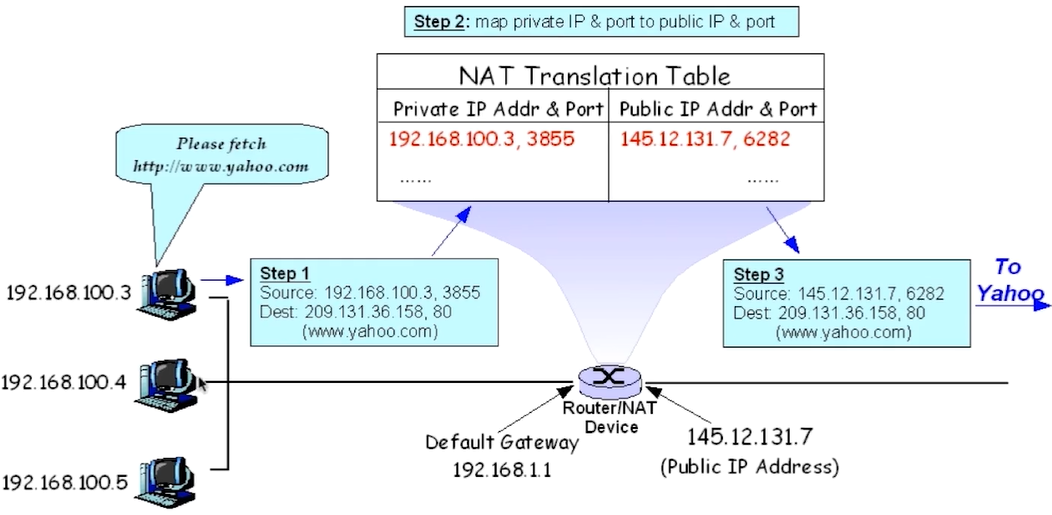 Step 2: map private IP & port to public IP & port
NAT Translation Table
Private IP Addr & Port
Public IP Addr & Port
192.168.100.3, 3855
145.12.131.7, 6282
......
......
Please fetch
http://www.yahoo.com
192.168.100.3
Step 1
Source: 192.168.100.3, 3855
Dest: 209.131.36.158, 80
(www.yahoo.com)
Step 3
Source: 145.12.131.7, 6282
Dest: 209.131.36.158, 80
(www.yahoo.com)
To
Yahoo
192.168.100.4
Router/NAT
Device
Default Gateway
192.168.1.1
145.12.131.7
(Public IP Address)
192.168.100.5